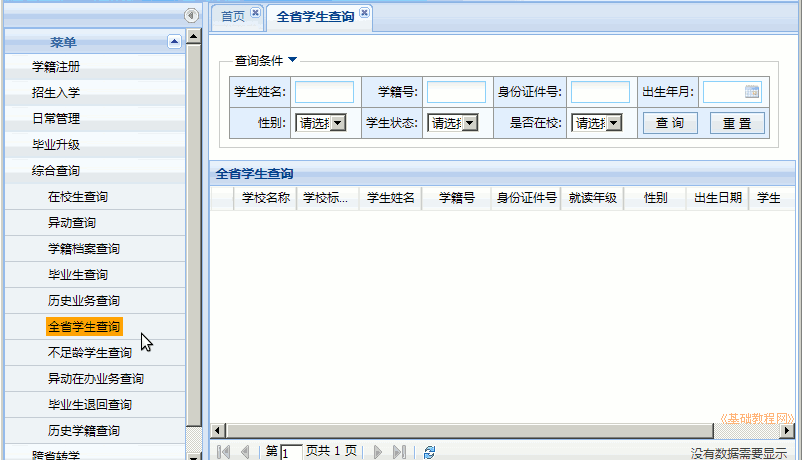 首页 全省学生查询
菜单
学籍注册
招生入学
日常管理
毕业升级
综合查询
在校生查询
异动查询
学籍档案查询
毕业生查询
历史业务查询
全省学生查询
不足龄学生查询
异动在办业务查询
毕业生退回查询
历史学籍查询
跨省转学
查询条件
学生姓名: 学籍号: 身份证件号: 出生年月:
性别: 请选择 学生状态: 请选择 是否在校: 请选择 查 询 重 置
全省学生查询
学校名称 学校标... 学生姓名 学籍号 身份证件号 就读年级 性别 出生日期 学生
《基础教程网》
第 1 页共 1 页 没有数据需要显示